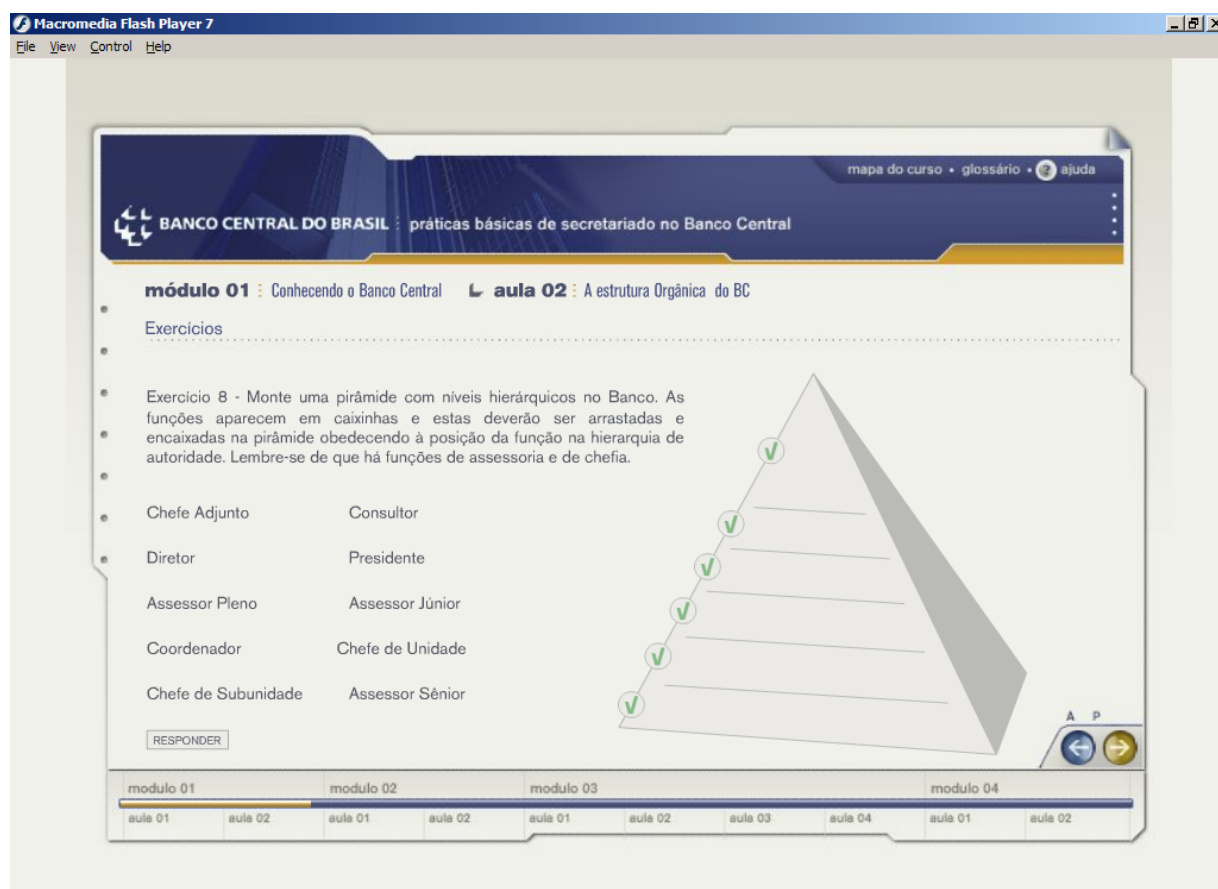 Macromedia Flash Player 7
File View Control Help
mapa do curso • glossário • ? ajuda
BANCO CENTRAL DO BRASIL : práticas básicas de secretariado no Banco Central
módulo 01 : Conhecendo o Banco Central aula 02 : A estrutura Orgânica do BC
Exercícios
Exercício 8 - Monte uma pirâmide com níveis hierárquicos no Banco. As
funções aparecem em caixinhas e estas deverão ser arrastadas e
encaixadas na pirâmide obedecendo à posição da função na hierarquia de
autoridade. Lembre-se de que há funções de assessoria e de chefia.
Chefe Adjunto Consultor
Diretor Presidente
Assessor Pleno Assessor Júnior
Coordenador Chefe de Unidade
Chefe de Subunidade Assessor Sênior
RESPONDER
A P
modulo 01 modulo 02 modulo 03 modulo 04
aula 01 aula 02 aula 01 aula 02 aula 01 aula 02 aula 03 aula 04 aula 01 aula 02